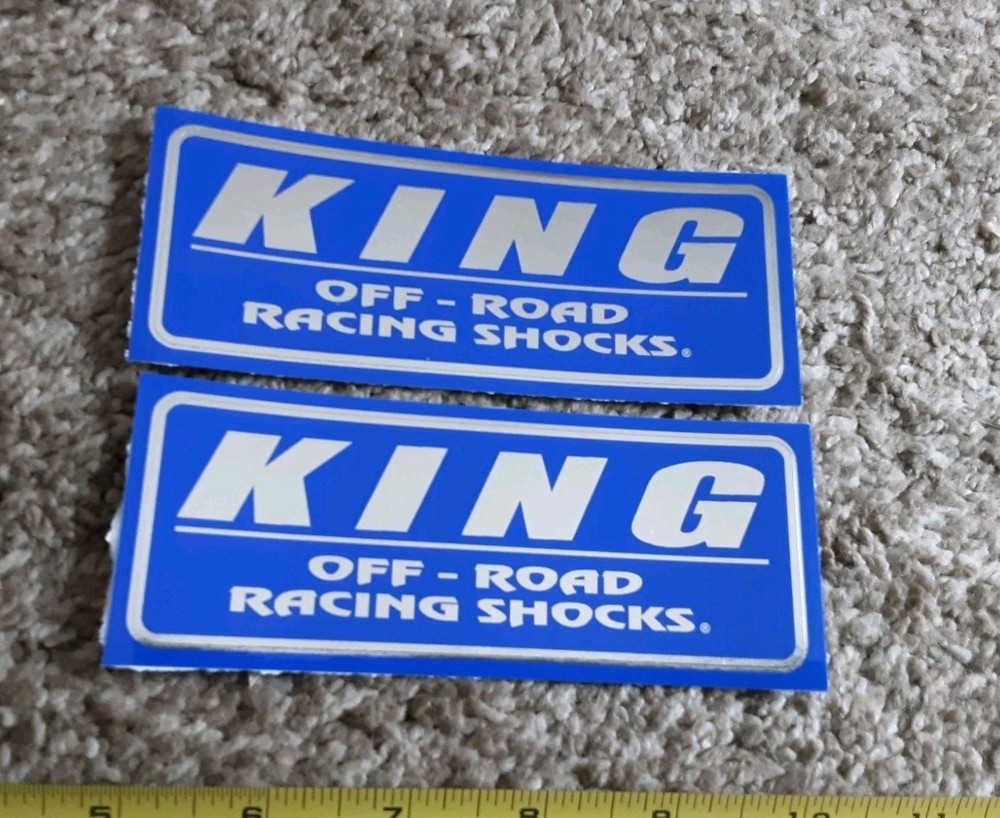 KING
OFF - ROAD
RACING SHOCKS®
KING
OFF - ROAD
RACING SHOCKS®
5 6 7 8 9 10 11